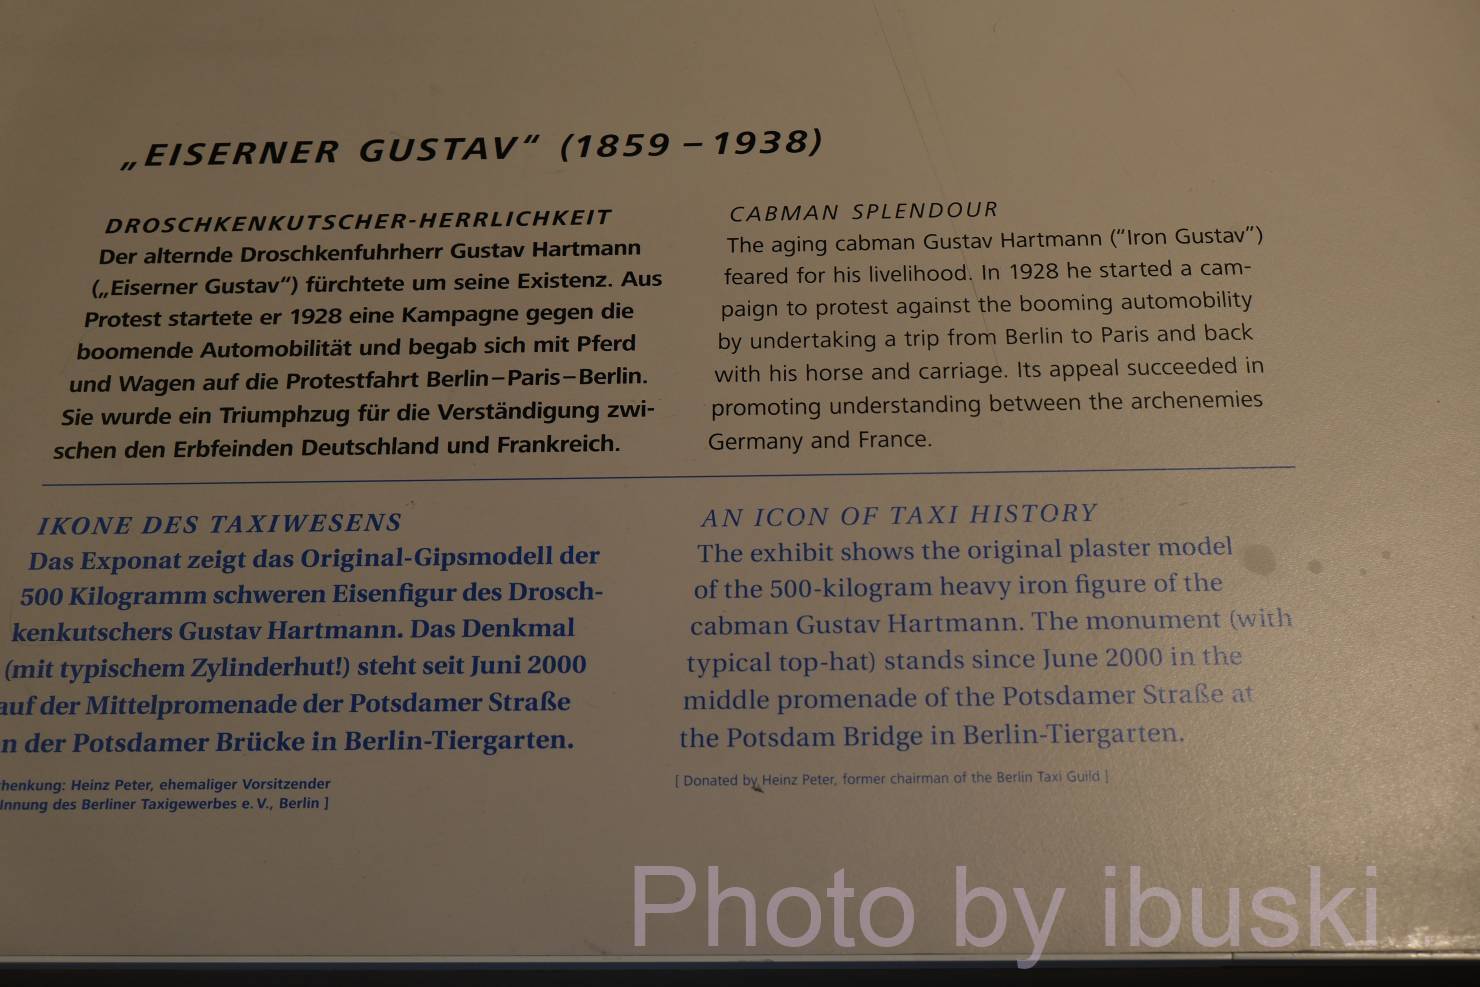 „EISERNER GUSTAV“ (1859 – 1938)
DROSCHKENKUTSCHER-HERRLICHKEIT
Der alternde Droschkenfuhrherr Gustav Hartmann
(„Eiserner Gustav“) fürchtete um seine Existenz. Aus
Protest startete er 1928 eine Kampagne gegen die
boomende Automobilität und begab sich mit Pferd
und Wagen auf die Protestfahrt Berlin–Paris–Berlin.
Sie wurde ein Triumphzug für die Verständigung zwi-
schen den Erbfeinden Deutschland und Frankreich.
CABMAN SPLENDOUR
The aging cabman Gustav Hartmann (“Iron Gustav”)
feared for his livelihood. In 1928 he started a cam-
paign to protest against the booming automobility
by undertaking a trip from Berlin to Paris and back
with his horse and carriage. Its appeal succeeded in
promoting understanding between the archenemies
Germany and France.
IKONE DES TAXIWESENS
Das Exponat zeigt das Original-Gipsmodell der
500 Kilogramm schweren Eisenfigur des Drosch-
kenkutschers Gustav Hartmann. Das Denkmal
(mit typischem Zylinderhut!) steht seit Juni 2000
auf der Mittelpromenade der Potsdamer Straße
n der Potsdamer Brücke in Berlin-Tiergarten.
henkung: Heinz Peter, ehemaliger Vorsitzender
Innung des Berliner Taxigewerbes e. V., Berlin ]
AN ICON OF TAXI HISTORY
The exhibit shows the original plaster model
of the 500-kilogram heavy iron figure of the
cabman Gustav Hartmann. The monument (with
typical top-hat) stands since June 2000 in the
middle promenade of the Potsdamer Straße at
the Potsdam Bridge in Berlin-Tiergarten.
[ Donated by Heinz Peter, former chairman of the Berlin Taxi Guild ]
Photo by ibuski